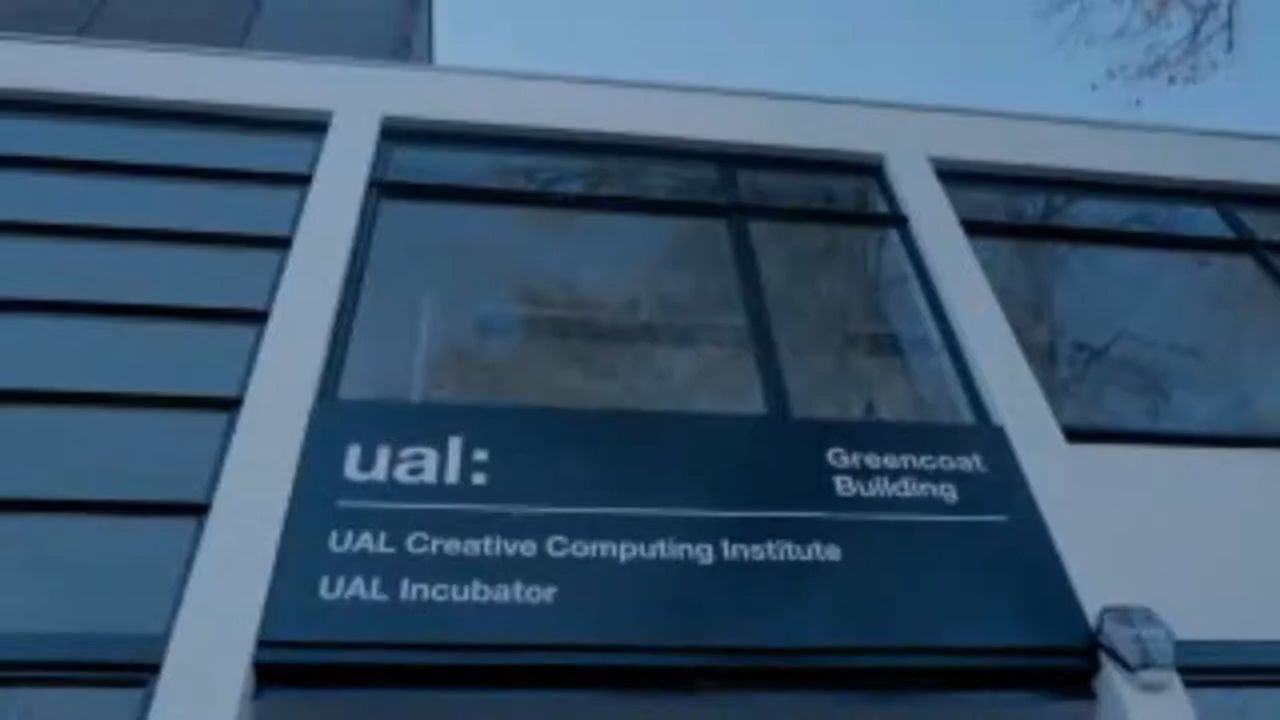 ual:
Greencoat
Building
UAL Creative Computing Institute
UAL Incubator